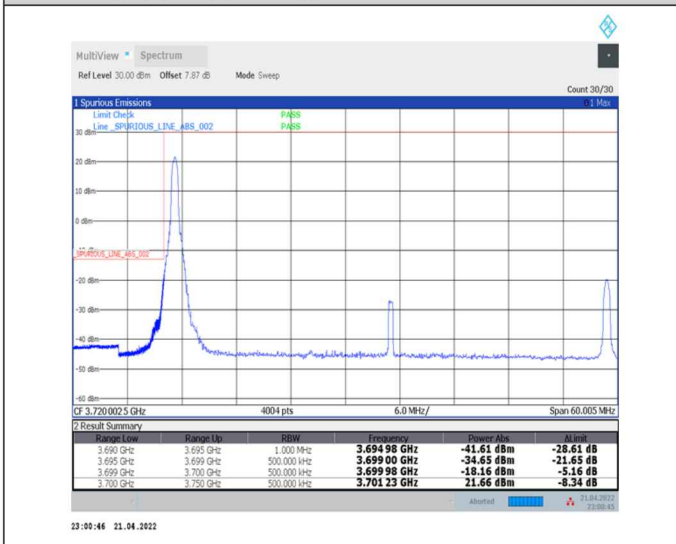 MultiView * Spectrum
Ref Level 30.00 dBm Offset 7.87 dB Mode Sweep
Count 30/30
1 Spurious Emissions 1 Max
Limit Check PASS
Line _SPURIOUS_LINE_ABS_002 PASS
30 dBm
20 dBm
10 dBm
0 dBm
_SPURIOUS_LINE_ABS_002
-20 dBm
-30 dBm
-40 dBm
-50 dBm
-60 dBm
CF 3.7200025 GHz 4004 pts 6.0 MHz/ Span 60.005 MHz
2 Result Summary
Range Low Range Up RBW Frequency Power Abs ΔLimit
3.690 GHz 3.695 GHz 1.000 MHz 3.694 98 GHz -41.61 dBm -28.61 dB
3.695 GHz 3.699 GHz 500.000 kHz 3.699 00 GHz -34.65 dBm -21.65 dB
3.699 GHz 3.700 GHz 500.000 kHz 3.699 98 GHz -18.16 dBm -5.16 dB
3.700 GHz 3.750 GHz 500.000 kHz 3.701 23 GHz 21.66 dBm -8.34 dB
Aborted 21.04.2022
23:00:45
23:00:46 21.04.2022